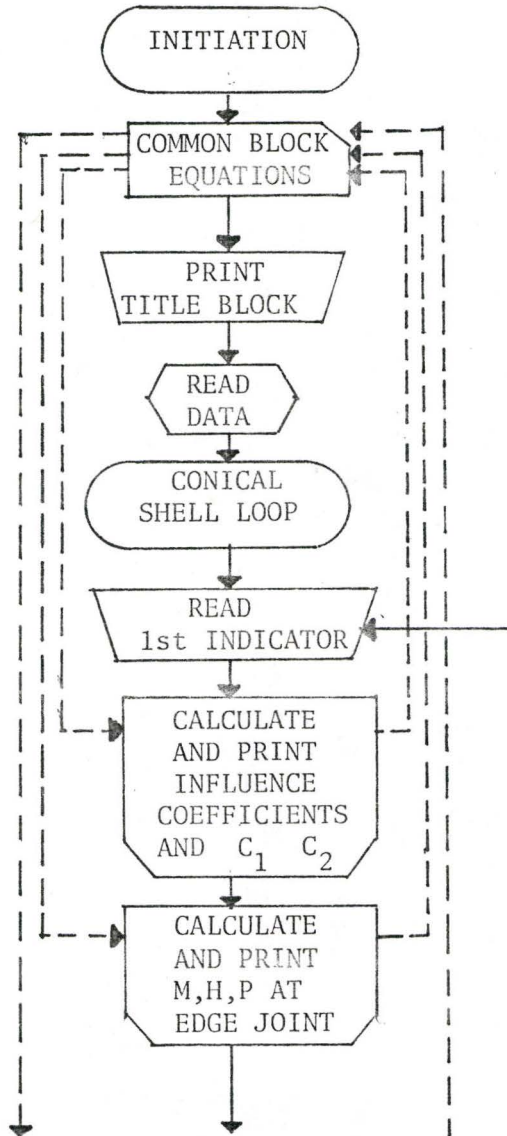 INITIATION
COMMON BLOCK
EQUATIONS
PRINT
TITLE BLOCK
READ
DATA
CONICAL
SHELL LOOP
READ
1st INDICATOR
CALCULATE
AND PRINT
INFLUENCE
COEFFICIENTS
AND C₁ C₂
CALCULATE
AND PRINT
M,H,P AT
EDGE JOINT